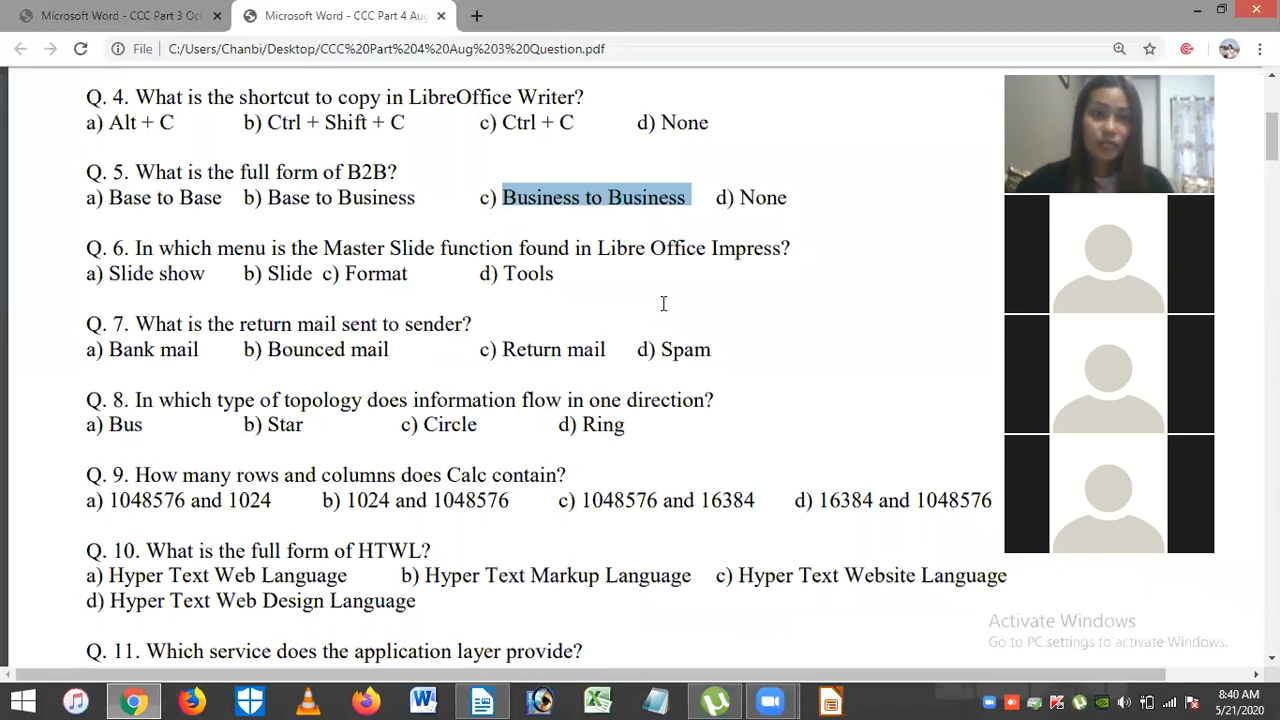 Microsoft Word - CCC Part 3 Oct
Microsoft Word - CCC Part 4 Aug
File C:/Users/Chanbi/Desktop/CCC%20Part%204%20Aug%203%20Question.pdf
Q. 4. What is the shortcut to copy in LibreOffice Writer?
a) Alt + C b) Ctrl + Shift + C c) Ctrl + C d) None
Q. 5. What is the full form of B2B?
a) Base to Base b) Base to Business c) Business to Business d) None
Q. 6. In which menu is the Master Slide function found in Libre Office Impress?
a) Slide show b) Slide c) Format d) Tools
Q. 7. What is the return mail sent to sender?
a) Bank mail b) Bounced mail c) Return mail d) Spam
Q. 8. In which type of topology does information flow in one direction?
a) Bus b) Star c) Circle d) Ring
Q. 9. How many rows and columns does Calc contain?
a) 1048576 and 1024 b) 1024 and 1048576 c) 1048576 and 16384 d) 16384 and 1048576
Q. 10. What is the full form of HTWL?
a) Hyper Text Web Language b) Hyper Text Markup Language c) Hyper Text Website Language
d) Hyper Text Web Design Language
Activate Windows
Go to PC settings to activate Windows.
Q. 11. Which service does the application layer provide?
8:40 AM
5/21/2020